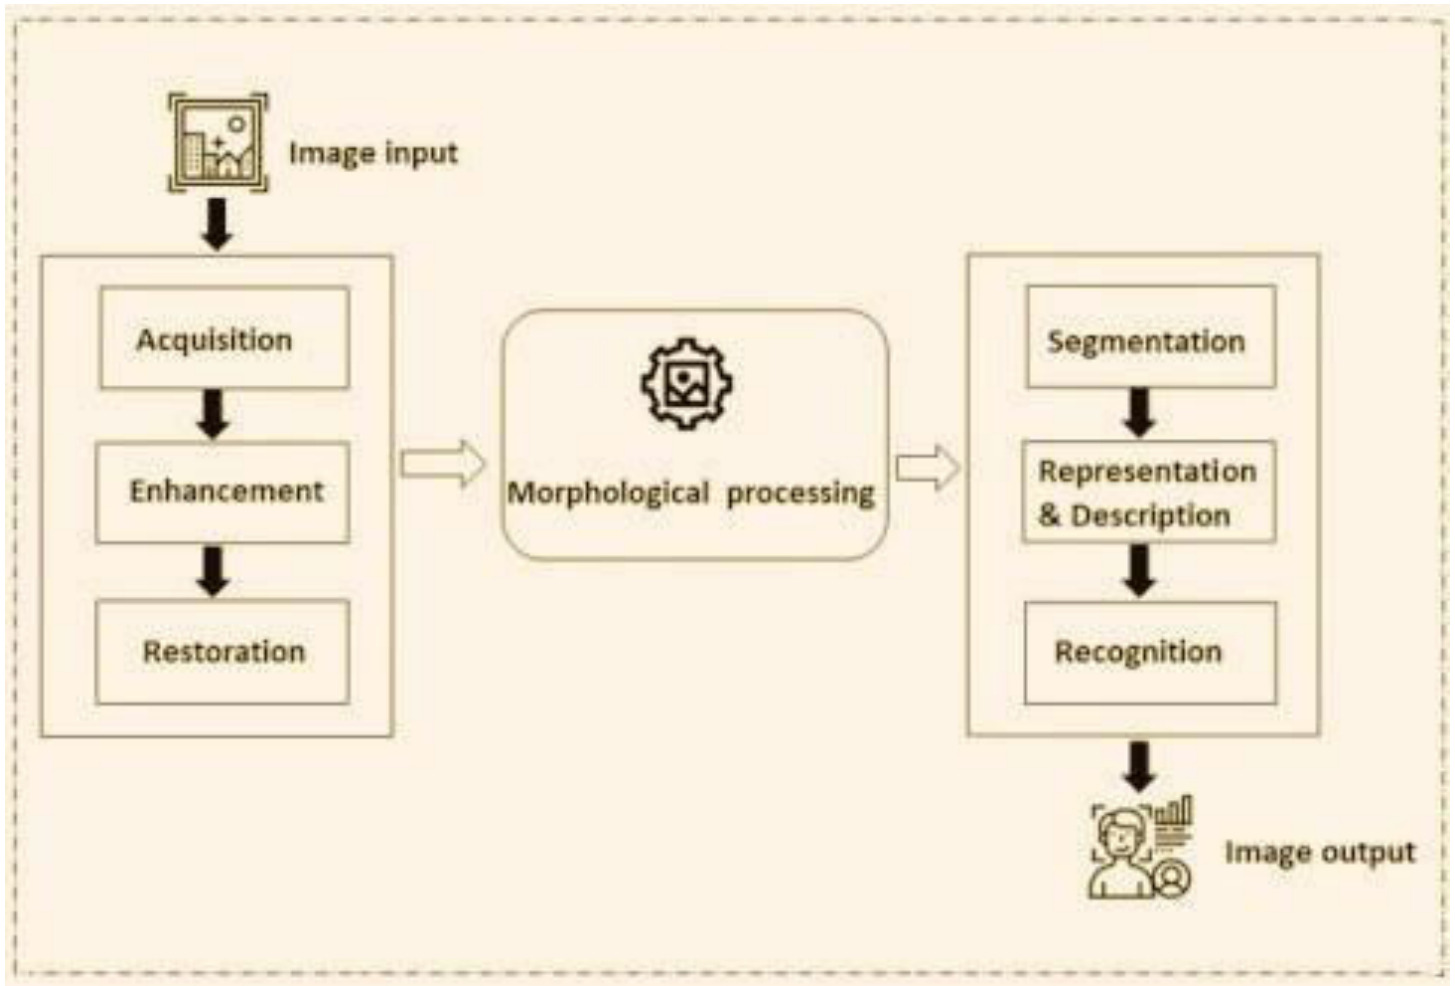 Image input
Acquisition
Enhancement
Restoration
Morphological processing
Segmentation
Representation
& Description
Recognition
Image output